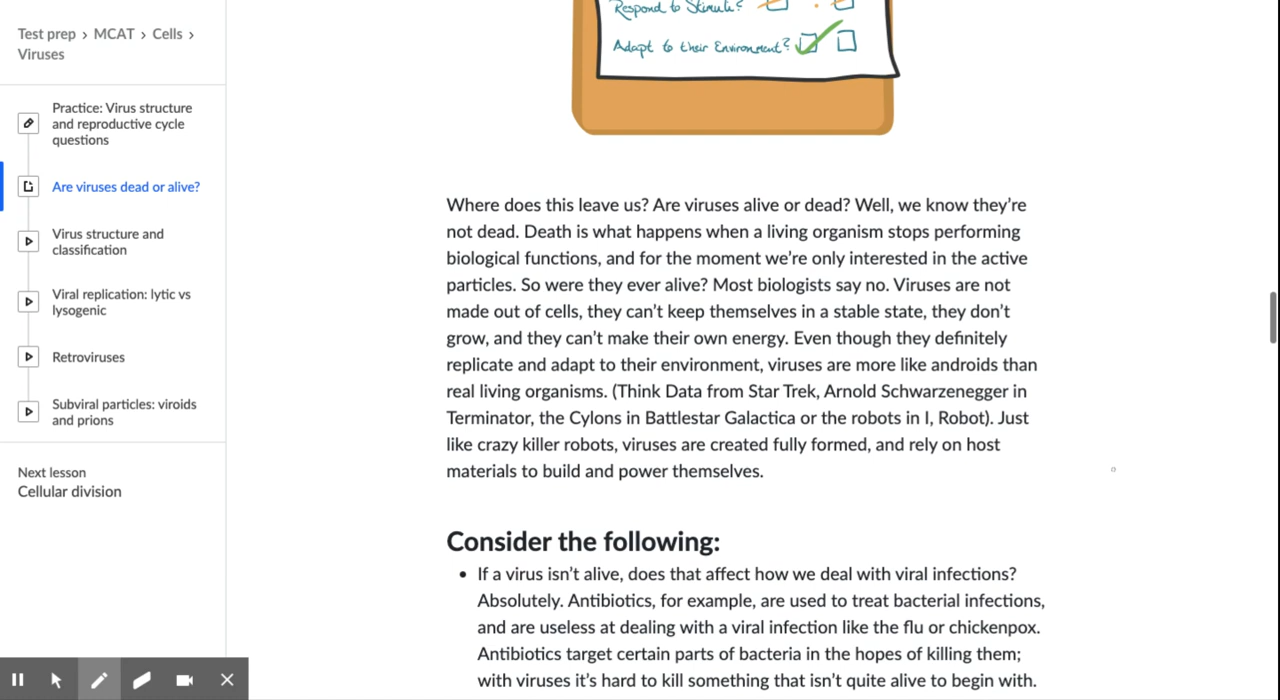 Respond to Stimuli?
Adapt to their Environment?
Test prep › MCAT › Cells ›
Viruses
Practice: Virus structure
and reproductive cycle
questions
Are viruses dead or alive?
Virus structure and
classification
Viral replication: lytic vs
lysogenic
Retroviruses
Subviral particles: viroids
and prions
Next lesson
Cellular division
Where does this leave us? Are viruses alive or dead? Well, we know they're
not dead. Death is what happens when a living organism stops performing
biological functions, and for the moment we're only interested in the active
particles. So were they ever alive? Most biologists say no. Viruses are not
made out of cells, they can't keep themselves in a stable state, they don't
grow, and they can't make their own energy. Even though they definitely
replicate and adapt to their environment, viruses are more like androids than
real living organisms. (Think Data from Star Trek, Arnold Schwarzenegger in
Terminator, the Cylons in Battlestar Galactica or the robots in I, Robot). Just
like crazy killer robots, viruses are created fully formed, and rely on host
materials to build and power themselves.
Consider the following:
• If a virus isn't alive, does that affect how we deal with viral infections?
Absolutely. Antibiotics, for example, are used to treat bacterial infections,
and are useless at dealing with a viral infection like the flu or chickenpox.
Antibiotics target certain parts of bacteria in the hopes of killing them;
with viruses it's hard to kill something that isn't quite alive to begin with.